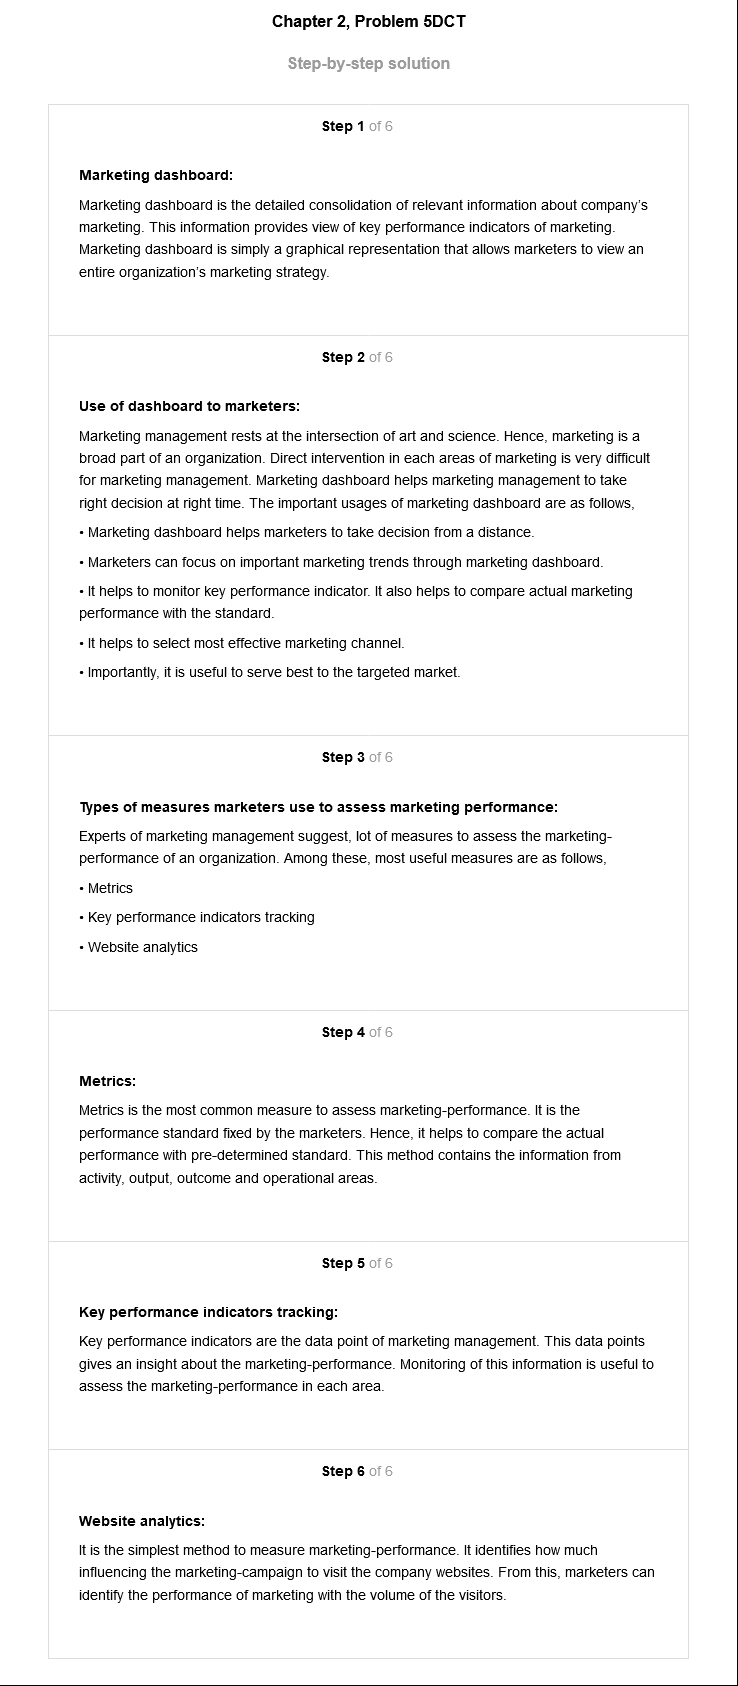 Chapter 2, Problem 5DCT
Step-by-step solution
Step 1 of 6
Marketing dashboard:
Marketing dashboard is the detailed consolidation of relevant information about company's
marketing. This information provides view of key performance indicators of marketing.
Marketing dashboard is simply a graphical representation that allows marketers to view an
entire organization's marketing strategy.
Step 2 of 6
Use of dashboard to marketers:
Marketing management rests at the intersection of art and science. Hence, marketing is a
broad part of an organization. Direct intervention in each areas of marketing is very difficult
for marketing management. Marketing dashboard helps marketing management to take
right decision at right time. The important usages of marketing dashboard are as follows,
• Marketing dashboard helps marketers to take decision from a distance.
• Marketers can focus on important marketing trends through marketing dashboard.
• It helps to monitor key performance indicator. It also helps to compare actual marketing
performance with the standard.
• It helps to select most effective marketing channel.
• Importantly, it is useful to serve best to the targeted market.
Step 3 of 6
Types of measures marketers use to assess marketing performance:
Experts of marketing management suggest, lot of measures to assess the marketing-
performance of an organization. Among these, most useful measures are as follows,
• Metrics
• Key performance indicators tracking
• Website analytics
Step 4 of 6
Metrics:
Metrics is the most common measure to assess marketing-performance. It is the
performance standard fixed by the marketers. Hence, it helps to compare the actual
performance with pre-determined standard. This method contains the information from
activity, output, outcome and operational areas.
Step 5 of 6
Key performance indicators tracking:
Key performance indicators are the data point of marketing management. This data points
gives an insight about the marketing-performance. Monitoring of this information is useful to
assess the marketing-performance in each area.
Step 6 of 6
Website analytics:
It is the simplest method to measure marketing-performance. It identifies how much
influencing the marketing-campaign to visit the company websites. From this, marketers can
identify the performance of marketing with the volume of the visitors.